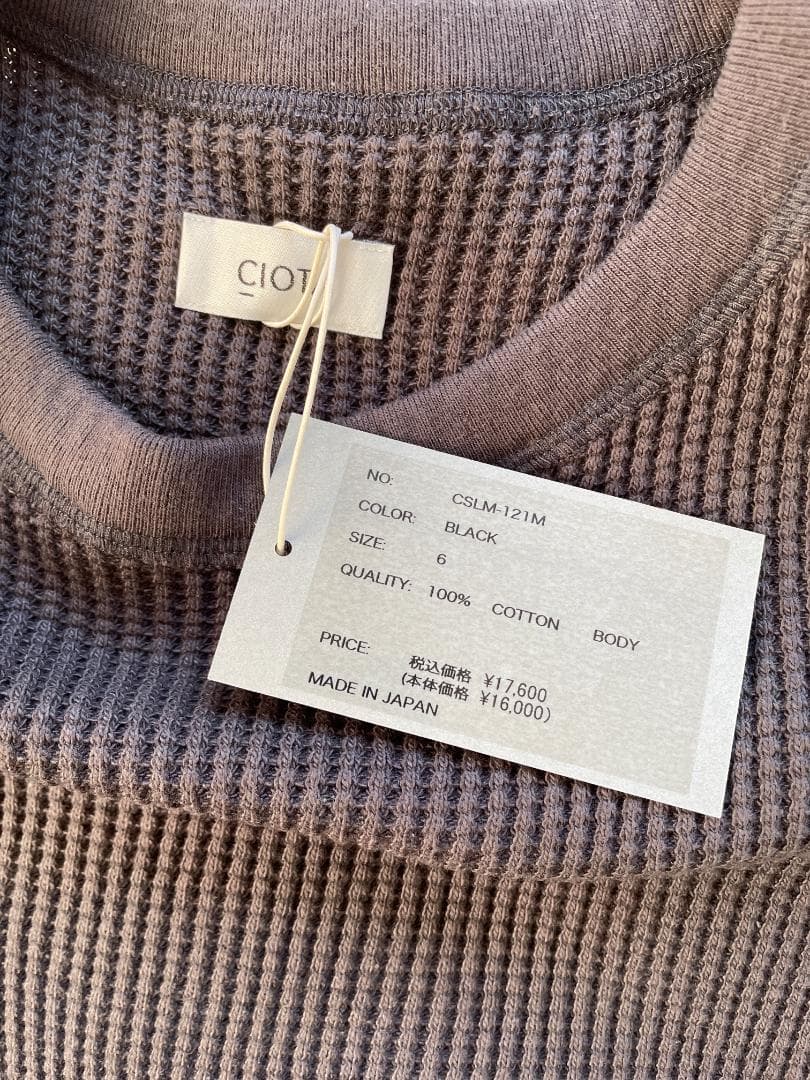 CIOT
NO: CSLM-121M
COLOR: BLACK
SIZE: 6
QUALITY: 100% COTTON BODY
PRICE: 税込価格 ¥17,600
(本体価格 ¥16,000)
MADE IN JAPAN